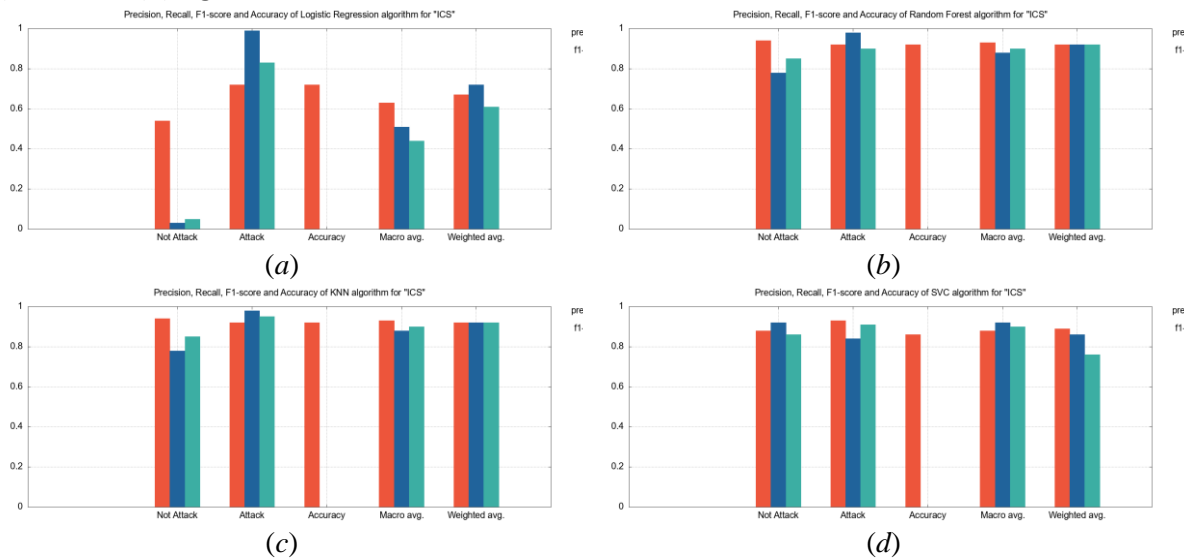 Precision, Recall, F1-score and Accuracy of Logistic Regression algorithm for "ICS"
pre
f1-
1
0.8
0.6
0.4
0.2
0
Not Attack Attack Accuracy Macro avg. Weighted avg.
(a)
Precision, Recall, F1-score and Accuracy of Random Forest algorithm for "ICS"
pre
f1-
1
0.8
0.6
0.4
0.2
0
Not Attack Attack Accuracy Macro avg. Weighted avg.
(b)
Precision, Recall, F1-score and Accuracy of KNN algorithm for "ICS"
pre
f1-
1
0.8
0.6
0.4
0.2
0
Not Attack Attack Accuracy Macro avg. Weighted avg.
(c)
Precision, Recall, F1-score and Accuracy of SVC algorithm for "ICS"
pre
f1-
1
0.8
0.6
0.4
0.2
0
Not Attack Attack Accuracy Macro avg. Weighted avg.
(d)